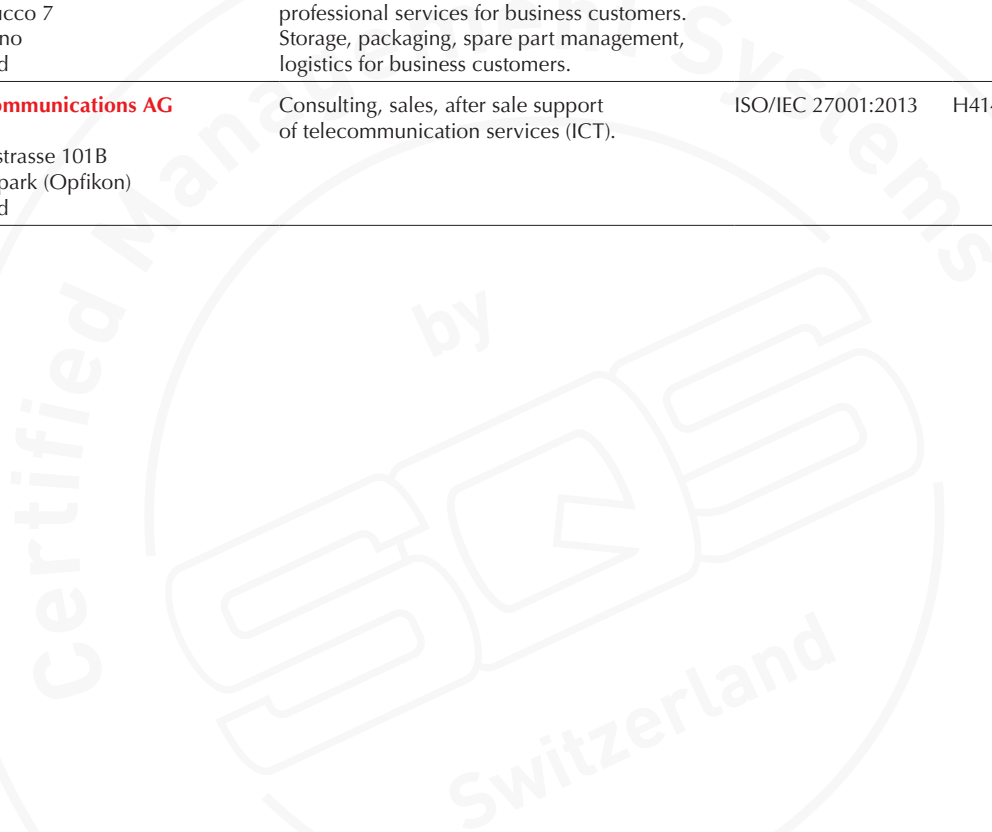 ucco 7
no
d
professional services for business customers.
Storage, packaging, spare part management,
logistics for business customers.
ommunications AG
strasse 101B
park (Opfikon)
d
Consulting, sales, after sale support
of telecommunication services (ICT).
ISO/IEC 27001:2013
H414
Certified Management Systems
by
SQS
Switzerland